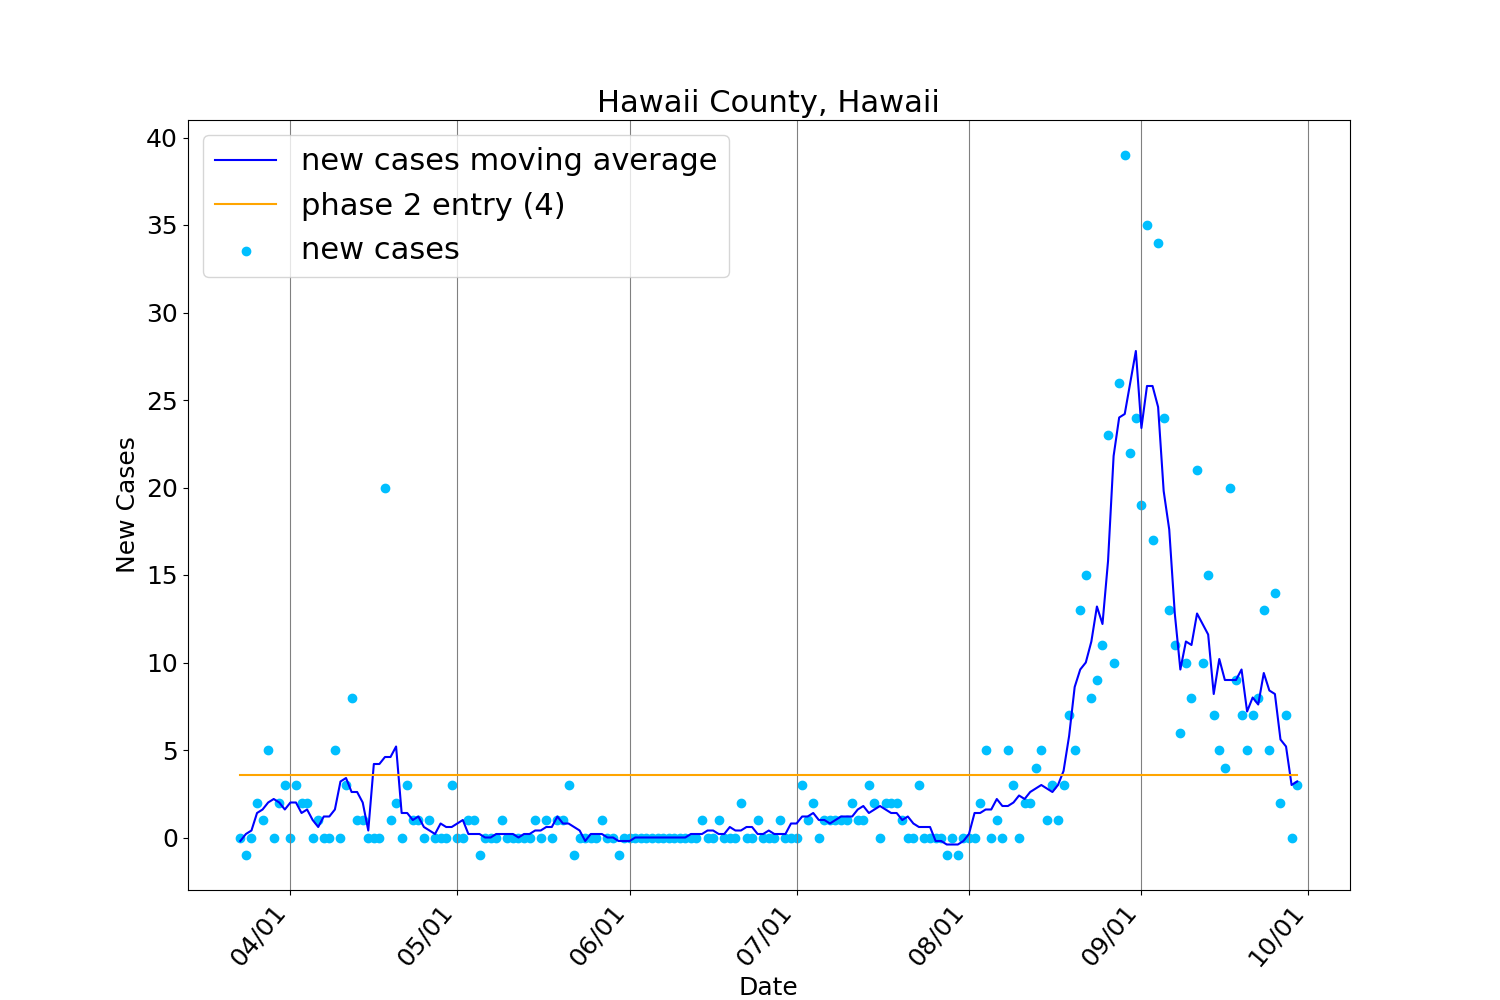 Hawaii County, Hawaii
new cases moving average
phase 2 entry (4)
new cases
40
35
30
25
20
15
10
5
0
New Cases
04/01
05/01
06/01
07/01
08/01
09/01
10/01
Date